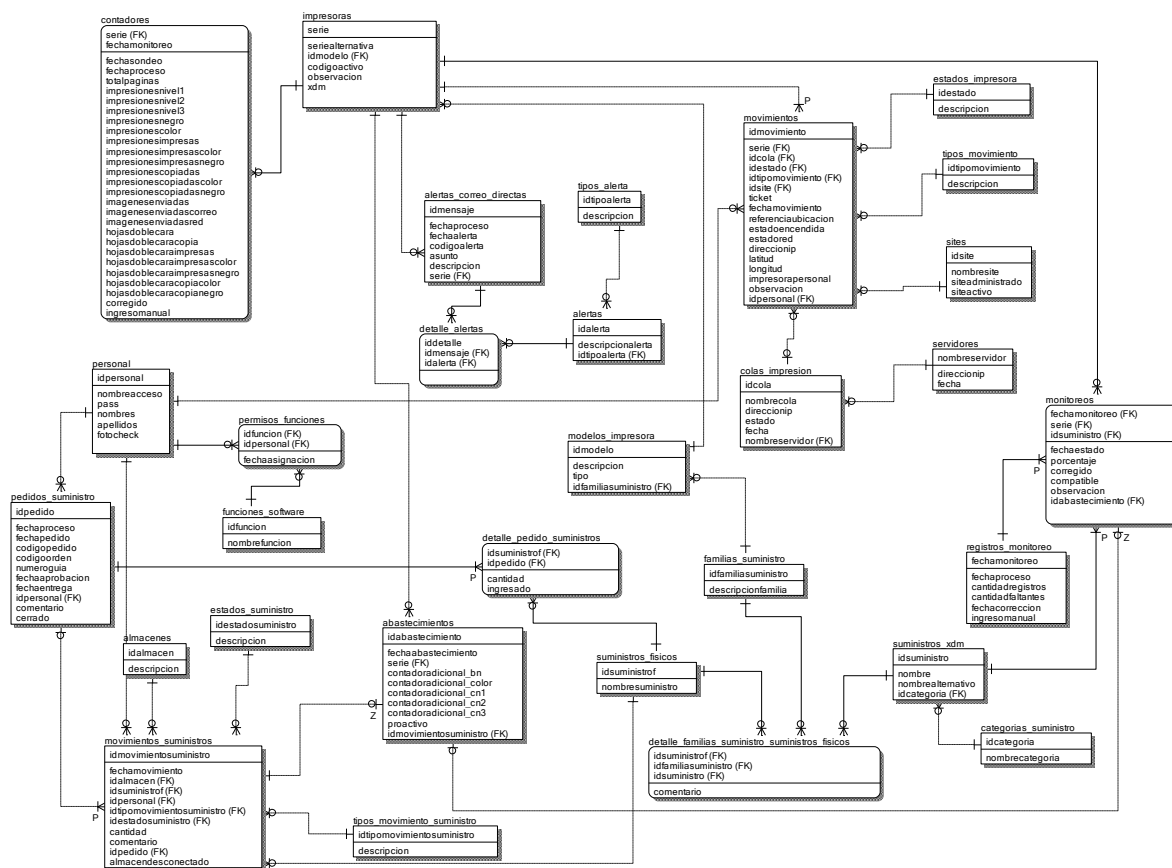 contadores
serie (FK)
fechamonitoreo
fechasondeo
fechaproceso
totalpaginas
impresionesnivel1
impresionesnivel2
impresionesnivel3
impresionesnegro
impresionescolor
impresionesimpresas
impresionesimpresascolor
impresionesimpresasnegro
impresionescopiadas
impresionescopiadascolor
impresionescopiadasnegro
imagenesenviadas
imagenesenviadascorreo
imagenesenviadasred
hojasdoblecara
hojasdoblecaracopia
hojasdoblecaraimpresas
hojasdoblecaraimpresascolor
hojasdoblecaraimpresasnegro
hojasdoblecaracopiacolor
hojasdoblecaracopianegro
corregido
ingresomanual
impresoras
serie
seriealternativa
idmodelo (FK)
codigoactivo
observacion
xdm
P
movimientos
idmovimiento
serie (FK)
idcola (FK)
idestado (FK)
idtipomovimiento (FK)
idsite (FK)
ticket
fechamovimiento
referenciaubicacion
estadoencendida
estadored
direccionip
latitud
longitud
impresorapersonal
observacion
idpersonal (FK)
estados_impresora
idestado
descripcion
tipos_movimiento
idtipomovimiento
descripcion
sites
idsite
nombresite
siteadministrado
siteactivo
alertas_correo_directas
idmensaje
fechaproceso
fechaalerta
codigoalerta
asunto
descripcion
serie (FK)
tipos_alerta
idtipoalerta
descripcion
detalle_alertas
iddetalle
idmensaje (FK)
idalerta (FK)
alertas
idalerta
descripcionalerta
idtipoalerta (FK)
servidores
nombreservidor
direccionip
fecha
colas_impresion
idcola
nombrecola
direccionip
estado
fecha
nombreservidor (FK)
personal
idpersonal
nombreacceso
pass
nombres
apellidos
fotocheck
permisos_funciones
idfuncion (FK)
idpersonal (FK)
fechaasignacion
funciones_software
idfuncion
nombrefuncion
modelos_impresora
idmodelo
descripcion
tipo
idfamiliasuministro (FK)
monitoreos
fechamonitoreo (FK)
serie (FK)
idsuministro (FK)
fechaestado
porcentaje
corregido
compatible
observacion
idabastecimiento (FK)
P
P
Z
pedidos_suministro
idpedido
fechaproceso
fechapedido
codigopedido
codigoorden
numeroguia
fechaaprobacion
fechaentrega
idpersonal (FK)
comentario
cerrado
detalle_pedido_suministros
idsuministrof (FK)
idpedido (FK)
cantidad
ingresado
P
familias_suministro
idfamiliasuministro
descripcionfamilia
registros_monitoreo
fechamonitoreo
fechaproceso
cantidadregistros
cantidadfaltantes
fechacorreccion
ingresomanual
estados_suministro
idestadosuministro
descripcion
almacenes
idalmacen
descripcion
abastecimientos
idabastecimiento
fechaabastecimiento
serie (FK)
contadoradicional_bn
contadoradicional_color
contadoradicional_cn1
contadoradicional_cn2
contadoradicional_cn3
proactivo
idmovimientosuministro (FK)
Z
suministros_fisicos
idsuministrof
nombresuministro
suministros_xdm
idsuministro
nombre
nombrealternativo
idcategoria (FK)
categorias_suministro
idcategoria
nombrecategoria
detalle_familias_suministro_suministros_fisicos
idsuministrof (FK)
idfamiliasuministro (FK)
idsuministro (FK)
comentario
movimientos_suministros
idmovimientosuministro
fechamovimiento
idalmacen (FK)
idsuministrof (FK)
idpersonal (FK)
idtipomovimientosuministro (FK)
idestadosuministro (FK)
cantidad
comentario
idpedido (FK)
almacendesconectado
P
tipos_movimiento_suministro
idtipomovimientosuministro
descripcion